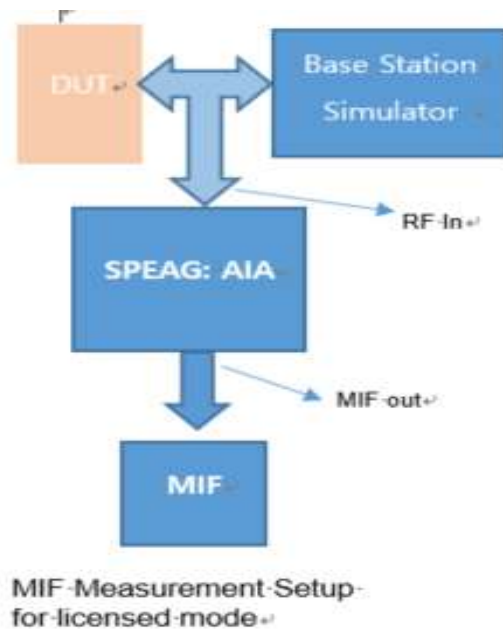 DUT
Base Station
Simulator
RF In
SPEAG: AIA
MIF out
MIF
MIF Measurement Setup
for licensed mode